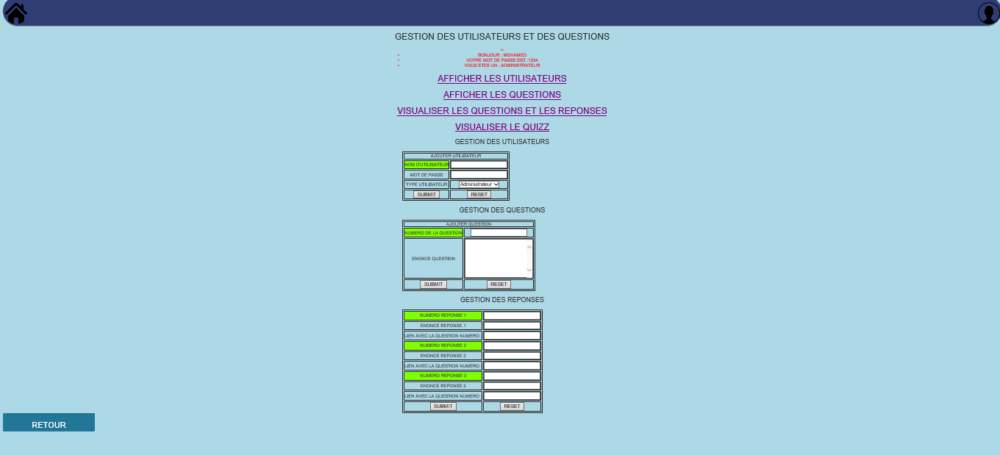 GESTION DES UTILISATEURS ET DES QUESTIONS
>
BONJOUR : MOHAMED
VOTRE MOT DE PASSE EST :1234
VOUS ETES UN : ADMINISTRATEUR
AFFICHER LES UTILISATEURS
AFFICHER LES QUESTIONS
VISUALISER LES QUESTIONS ET LES REPONSES
VISUALISER LE QUIZZ
GESTION DES UTILISATEURS
AJOUTER UTILISATEUR
NOM D'UTILISATEUR
MOT DE PASSE
TYPE UTILISATEUR Administrateur
SUBMIT RESET
GESTION DES QUESTIONS
AJOUTER QUESTION
NUMERO DE LA QUESTION
ENONCE QUESTION
SUBMIT RESET
GESTION DES REPONSES
NUMERO REPONSE 1
ENONCE REPONSE 1
LIEN AVEC LA QUESTION NUMERO :
NUMERO REPONSE 2
ENONCE REPONSE 2
LIEN AVEC LA QUESTION NUMERO :
NUMERO REPONSE 3
ENONCE REPONSE 3
LIEN AVEC LA QUESTION NUMERO :
SUBMIT RESET
RETOUR